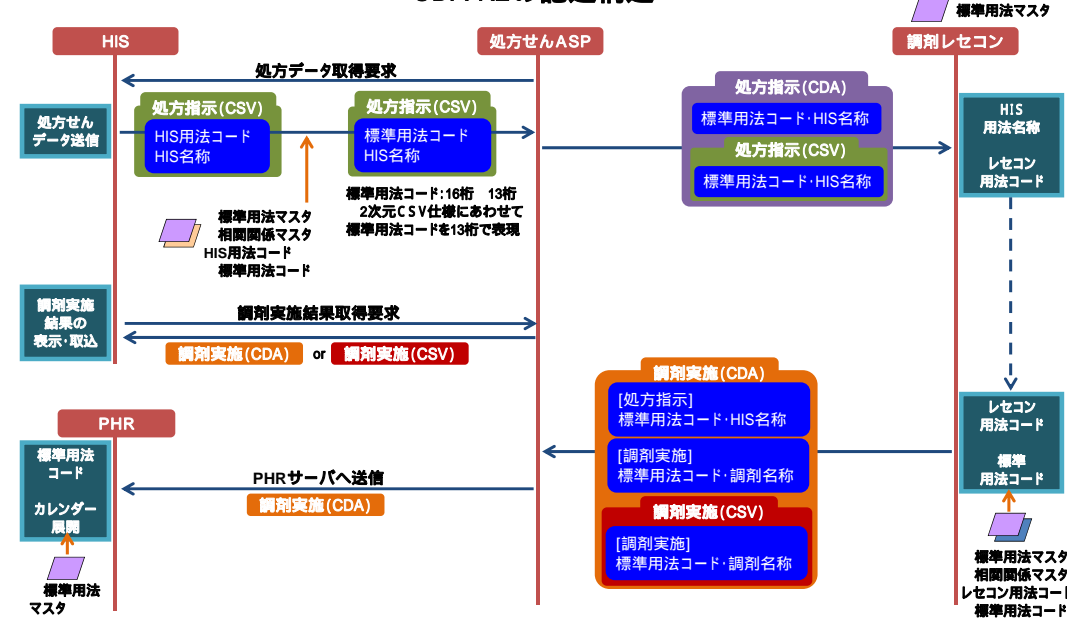 標準用法マスタ
HIS
処方せんASP
調剤レセコン
処方データ取得要求
処方せん
データ送信
処方指示(CSV)
HIS用法コード
HIS名称
処方指示(CSV)
標準用法コード
HIS名称
処方指示(CDA)
標準用法コード・HIS名称
処方指示(CSV)
標準用法コード・HIS名称
HIS
用法名称
レセコン
用法コード
標準用法コード:16桁　13桁
2次元CSV仕様にあわせて
標準用法コードを13桁で表現
標準用法マスタ
相関関係マスタ
HIS用法コード
標準用法コード
調剤実施
結果の
表示・取込
調剤実施結果取得要求
調剤実施(CDA)
or
調剤実施(CSV)
調剤実施(CDA)
[処方指示]
標準用法コード・HIS名称
[調剤実施]
標準用法コード・調剤名称
調剤実施(CSV)
[調剤実施]
標準用法コード・調剤名称
レセコン
用法コード
標準
用法コード
PHR
標準用法
コード
カレンダー
展開
PHRサーバへ送信
調剤実施(CDA)
標準用法
マスタ
標準用法マスタ
相関関係マスタ
レセコン用法コード
標準用法コード